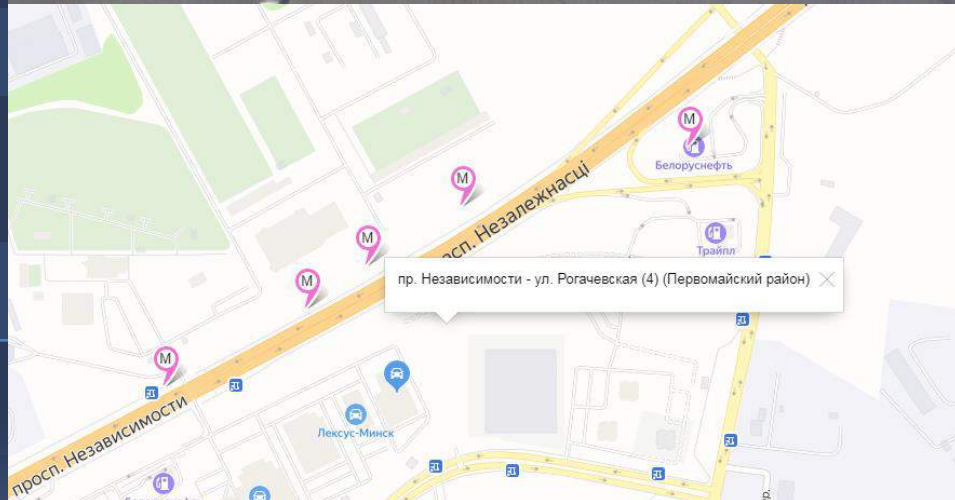 М
Белоруснефть
М
просп. Незалежнасці
Трайпл
М
пр. Независимости - ул. Рогачевская (4) (Первомайский район)
М
М
Лексус-Минск
просп. Независимости